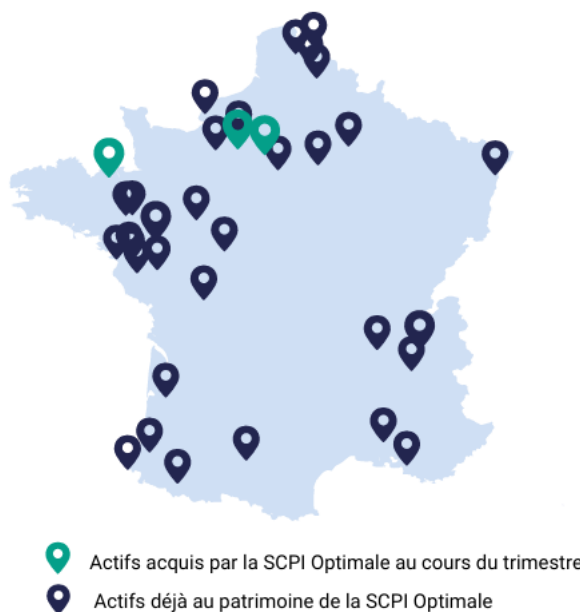 Actifs acquis par la SCPI Optimale au cours du trimestre
Actifs déjà au patrimoine de la SCPI Optimale